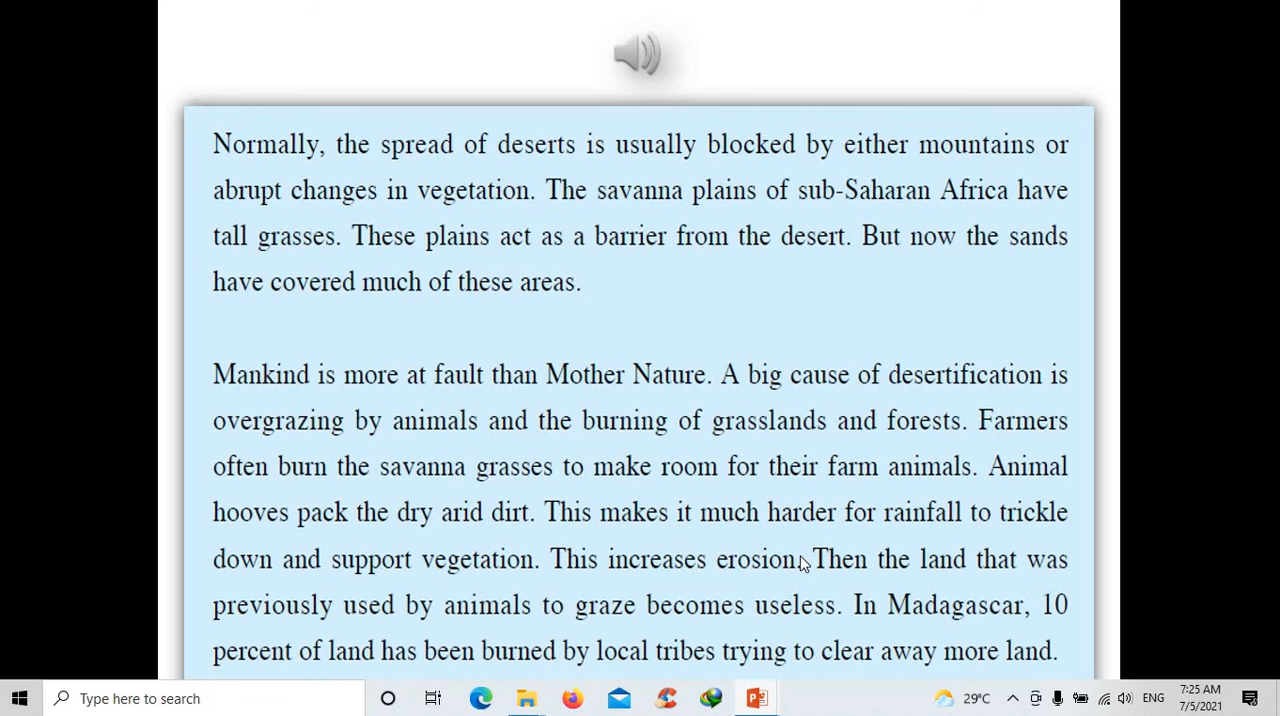 Normally, the spread of deserts is usually blocked by either mountains or
abrupt changes in vegetation. The savanna plains of sub-Saharan Africa have
tall grasses. These plains act as a barrier from the desert. But now the sands
have covered much of these areas.
Mankind is more at fault than Mother Nature. A big cause of desertification is
overgrazing by animals and the burning of grasslands and forests. Farmers
often burn the savanna grasses to make room for their farm animals. Animal
hooves pack the dry arid dirt. This makes it much harder for rainfall to trickle
down and support vegetation. This increases erosion. Then the land that was
previously used by animals to graze becomes useless. In Madagascar, 10
percent of land has been burned by local tribes trying to clear away more land.
Type here to search
29°C
ENG
7:25 AM
7/5/2021